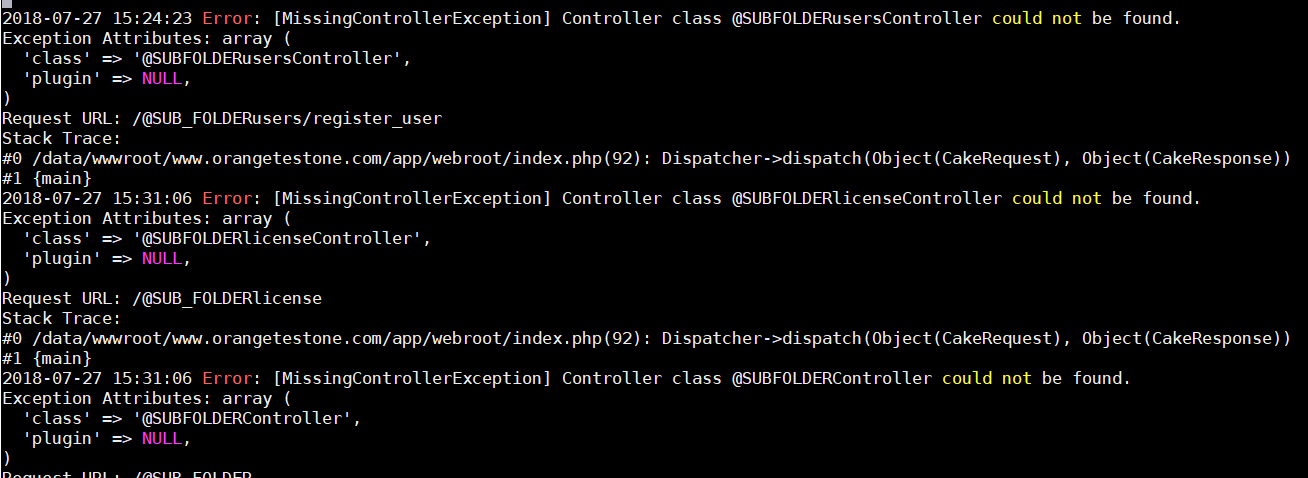 2018-07-27 15:24:23 Error: [MissingControllerException] Controller class @SUBFOLDERusersController could not be found.
Exception Attributes: array (
  'class' => '@SUBFOLDERusersController',
  'plugin' => NULL,
)
Request URL: /@SUB_FOLDERusers/register_user
Stack Trace:
#0 /data/wwwroot/www.orangetestone.com/app/webroot/index.php(92): Dispatcher->dispatch(Object(CakeRequest), Object(CakeResponse))
#1 {main}
2018-07-27 15:31:06 Error: [MissingControllerException] Controller class @SUBFOLDERlicenseController could not be found.
Exception Attributes: array (
  'class' => '@SUBFOLDERlicenseController',
  'plugin' => NULL,
)
Request URL: /@SUB_FOLDERlicense
Stack Trace:
#0 /data/wwwroot/www.orangetestone.com/app/webroot/index.php(92): Dispatcher->dispatch(Object(CakeRequest), Object(CakeResponse))
#1 {main}
2018-07-27 15:31:06 Error: [MissingControllerException] Controller class @SUBFOLDERController could not be found.
Exception Attributes: array (
  'class' => '@SUBFOLDERController',
  'plugin' => NULL,
)
Request URL: /@SUB_FOLDER